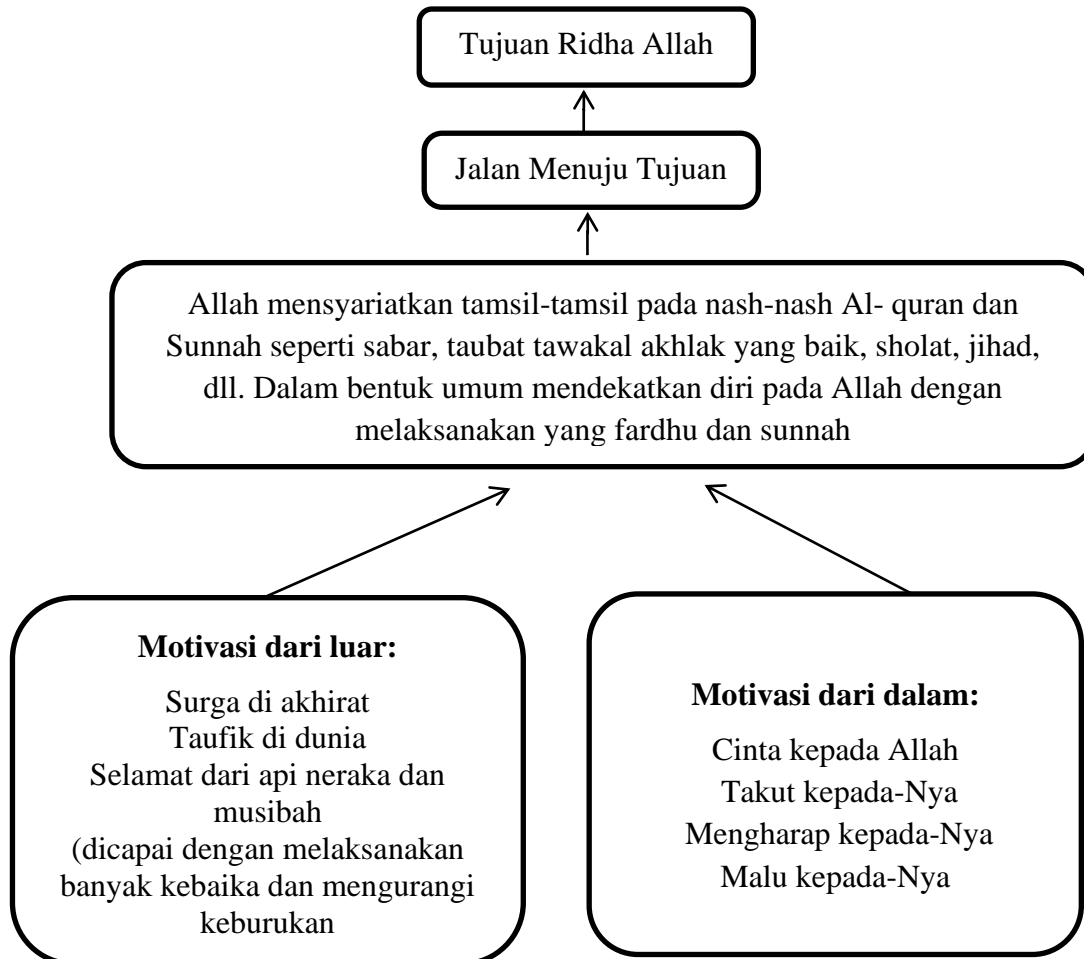 Tujuan Ridha Allah
Jalan Menuju Tujuan
Allah mensyariatkan tamsil-tamsil pada nash-nash Al- quran dan
Sunnah seperti sabar, taubat tawakal akhlak yang baik, sholat, jihad,
dll. Dalam bentuk umum mendekatkan diri pada Allah dengan
melaksanakan yang fardhu dan sunnah
Motivasi dari luar:
Surga di akhirat
Taufik di dunia
Selamat dari api neraka dan
musibah
(dicapai dengan melaksanakan
banyak kebaika dan mengurangi
keburukan
Motivasi dari dalam:
Cinta kepada Allah
Takut kepada-Nya
Mengharap kepada-Nya
Malu kepada-Nya